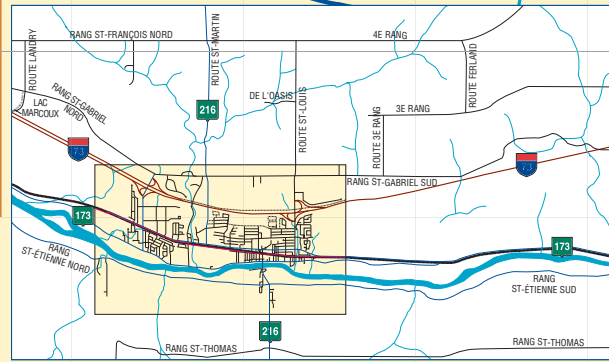 RANG ST-FRANÇOIS NORD
4E RANG
ROUTE LANDRY
ROUTE ST-MARTIN
ROUTE FERLAND
RANG ST-GABRIEL
NORD
LAC
MARCOUX
DE L'OASIS
216
ROUTE ST-LOUIS
3E RANG
ROUTE 3E RANG
73
73
RANG ST-GABRIEL SUD
173
173
RANG
ST-ÉTIENNE NORD
RANG
ST-ÉTIENNE SUD
216
RANG ST-THOMAS
RANG ST-THOMAS